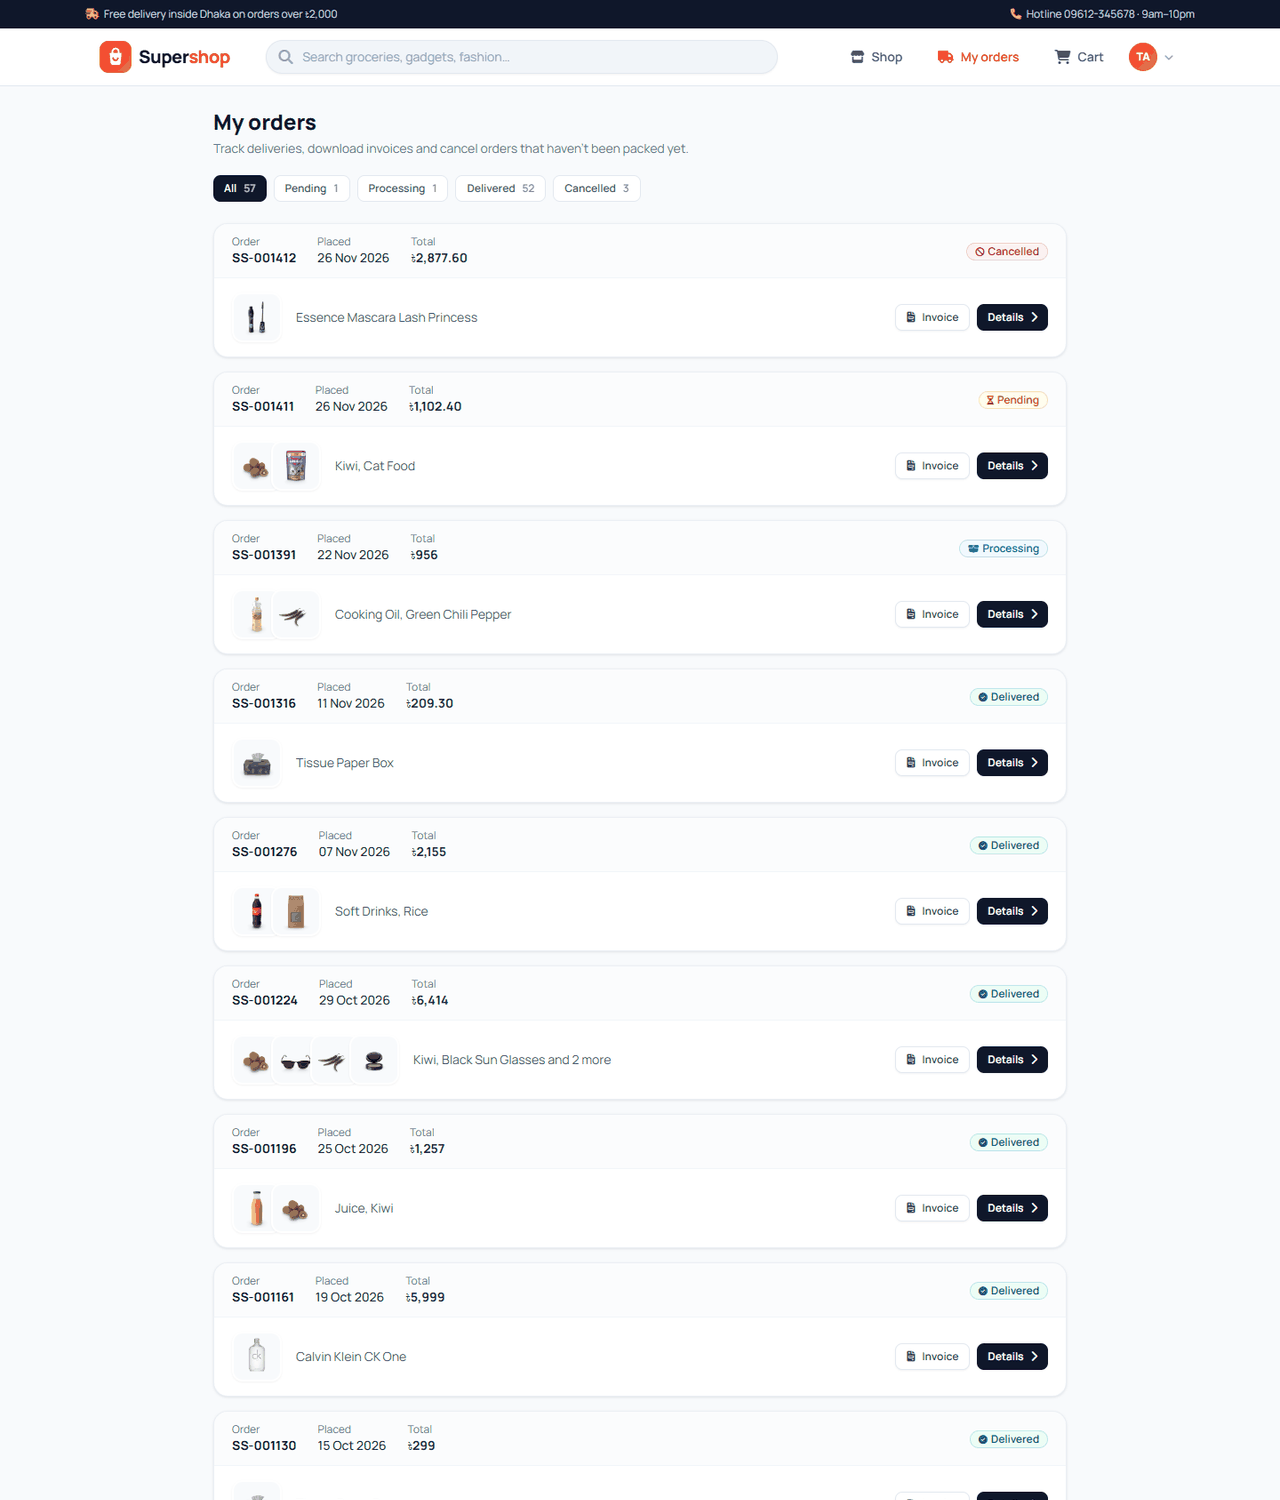 Free delivery inside Dhaka on orders over ৳2,000
Hotline 09612-345678 · 9am–10pm
Supershop
Search groceries, gadgets, fashion...
Shop
My orders
Cart
TA
My orders
Track deliveries, download invoices and cancel orders that haven't been packed yet.
All 57
Pending 1
Processing 1
Delivered 52
Cancelled 3
Order Placed Total
SS-001412 26 Nov 2026 ৳2,877.60
Cancelled
Essence Mascara Lash Princess
Invoice
Details
Order Placed Total
SS-001411 26 Nov 2026 ৳1,102.40
Pending
Kiwi, Cat Food
Invoice
Details
Order Placed Total
SS-001391 22 Nov 2026 ৳956
Processing
Cooking Oil, Green Chili Pepper
Invoice
Details
Order Placed Total
SS-001316 11 Nov 2026 ৳209.30
Delivered
Tissue Paper Box
Invoice
Details
Order Placed Total
SS-001276 07 Nov 2026 ৳2,155
Delivered
Soft Drinks, Rice
Invoice
Details
Order Placed Total
SS-001224 29 Oct 2026 ৳6,414
Delivered
Kiwi, Black Sun Glasses and 2 more
Invoice
Details
Order Placed Total
SS-001196 25 Oct 2026 ৳1,257
Delivered
Juice, Kiwi
Invoice
Details
Order Placed Total
SS-001161 19 Oct 2026 ৳5,999
Delivered
ck
Calvin Klein CK One
Invoice
Details
Order Placed Total
SS-001130 15 Oct 2026 ৳299
Delivered